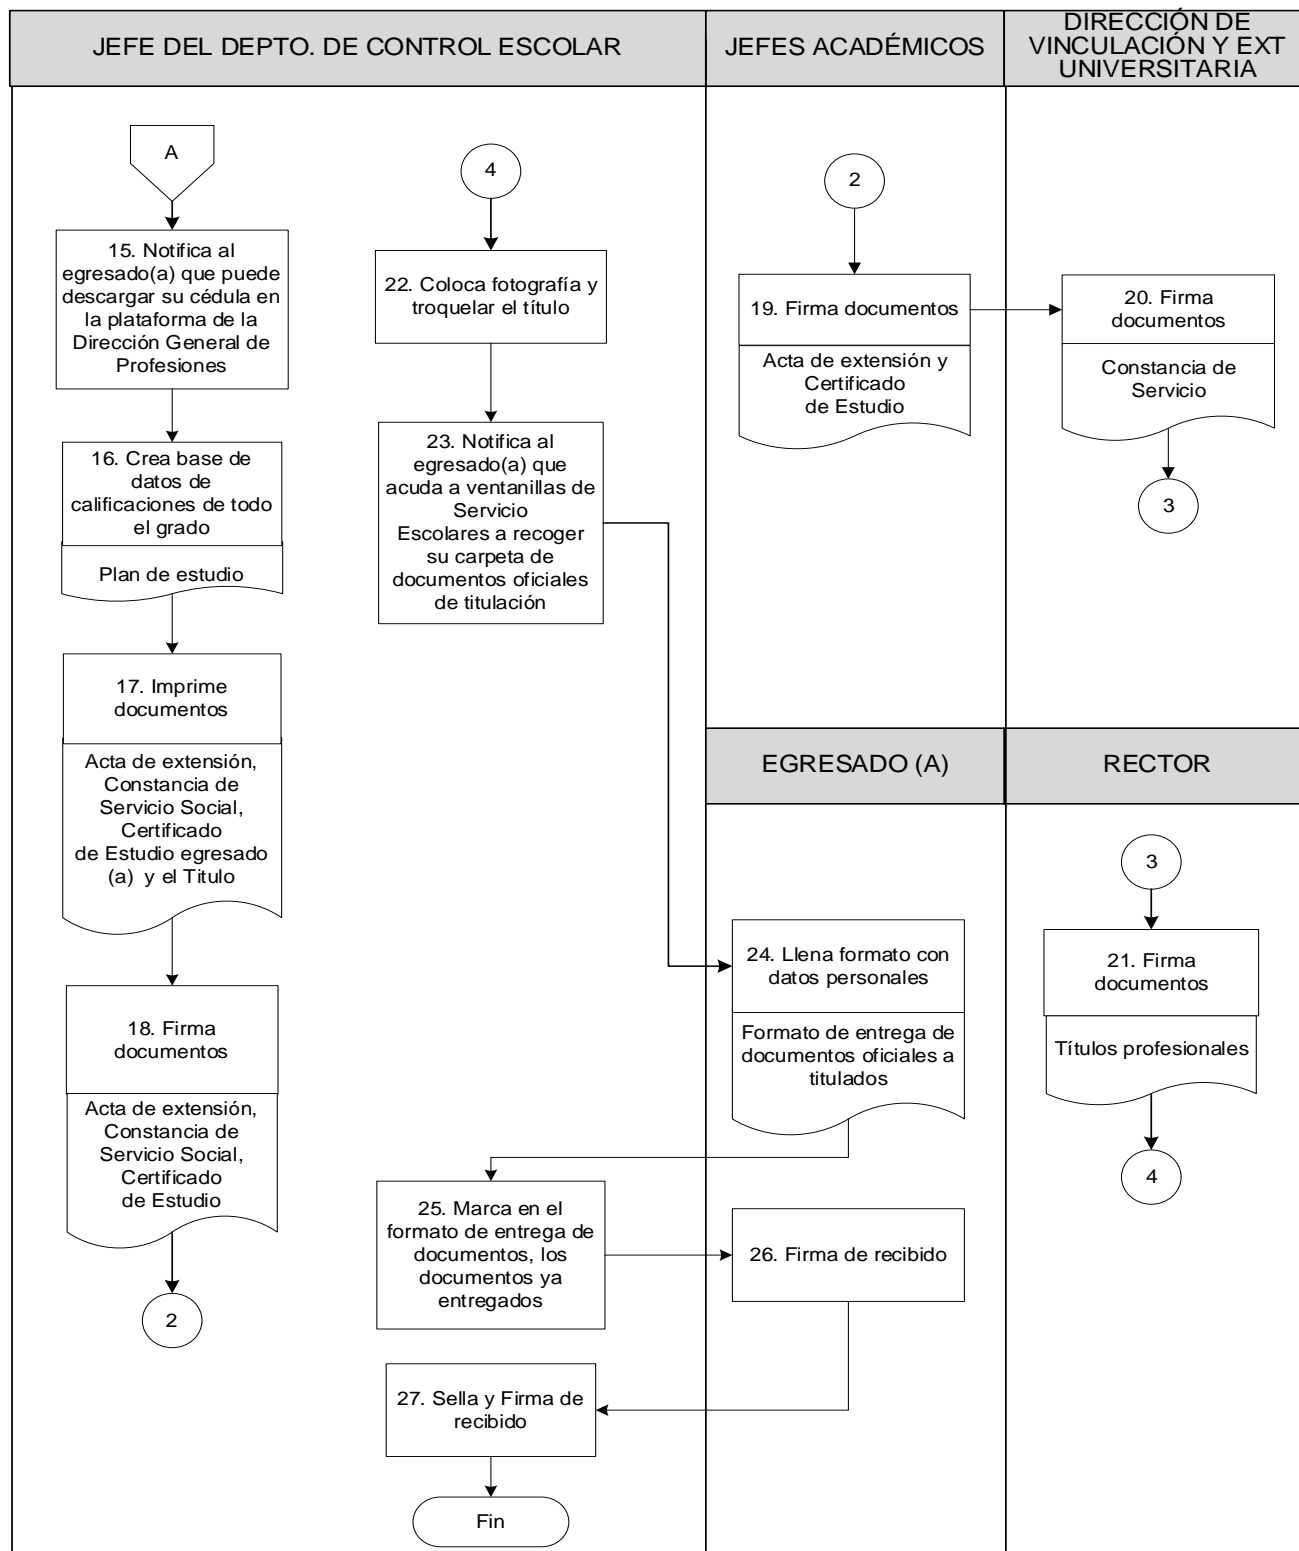 JEFE DEL DEPTO. DE CONTROL ESCOLAR
JEFES ACADÉMICOS
DIRECCIÓN DE
VINCULACIÓN Y EXT
UNIVERSITARIA
A
15. Notifica al
egresado(a) que puede
descargar su cédula en
la plataforma de la
Dirección General de
Profesiones
16. Crea base de
datos de
calificaciones de todo
el grado
Plan de estudio
17. Imprime
documentos
Acta de extensión,
Constancia de
Servicio Social,
Certificado
de Estudio egresado
(a) y el Titulo
18. Firma
documentos
Acta de extensión,
Constancia de
Servicio Social,
Certificado
de Estudio
2
4
22. Coloca fotografía y
troquelar el título
23. Notifica al
egresado(a) que
acuda a ventanillas de
Servicio
Escolares a recoger
su carpeta de
documentos oficiales
de titulación
25. Marca en el
formato de entrega de
documentos, los
documentos ya
entregados
27. Sella y Firma de
recibido
Fin
2
19. Firma documentos
Acta de extensión y
Certificado
de Estudio
20. Firma
documentos
Constancia de
Servicio
3
EGRESADO (A)
RECTOR
24. Llena formato con
datos personales
Formato de entrega de
documentos oficiales a
titulados
26. Firma de recibido
3
21. Firma
documentos
Títulos profesionales
4